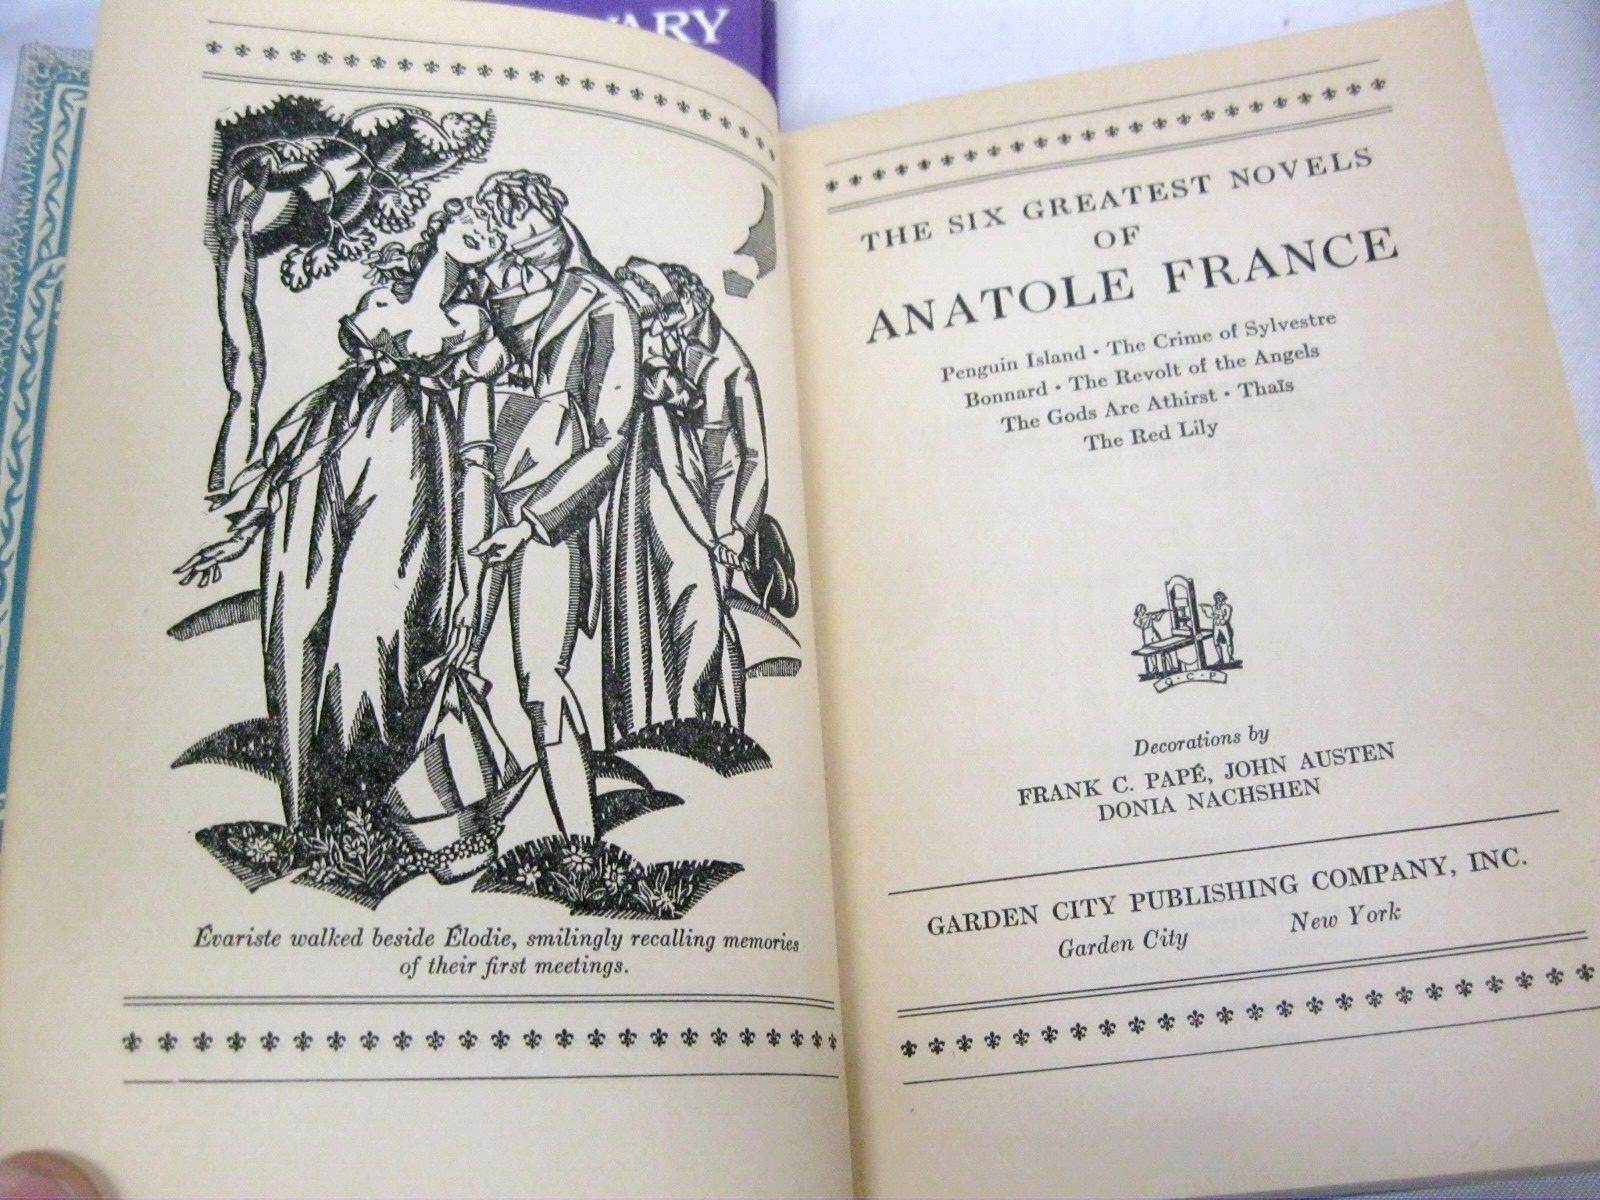 VARY
Évariste walked beside Élodie, smilingly recalling memories
of their first meetings.
THE SIX GREATEST NOVELS
OF
ANATOLE FRANCE
Penguin Island · The Crime of Sylvestre
Bonnard · The Revolt of the Angels
The Gods Are Athirst · Thaïs
The Red Lily
G·C·P
Decorations by
FRANK C. PAPÉ, JOHN AUSTEN
DONIA NACHSHEN
GARDEN CITY PUBLISHING COMPANY, INC.
Garden City New York